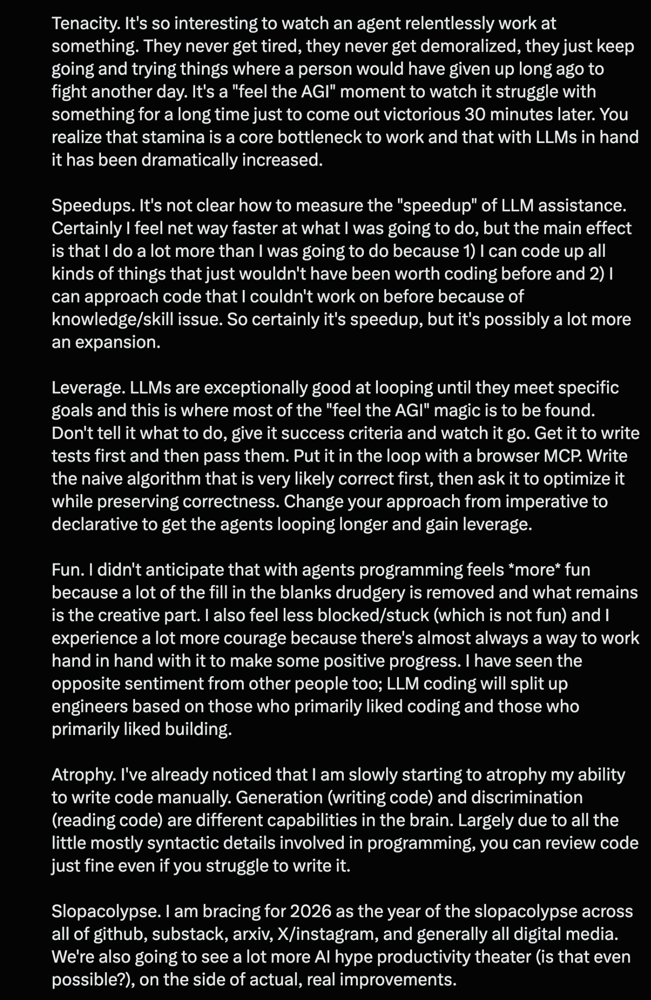 Tenacity. It's so interesting to watch an agent relentlessly work at
something. They never get tired, they never get demoralized, they just keep
going and trying things where a person would have given up long ago to
fight another day. It's a "feel the AGI" moment to watch it struggle with
something for a long time just to come out victorious 30 minutes later. You
realize that stamina is a core bottleneck to work and that with LLMs in hand
it has been dramatically increased.

Speedups. It's not clear how to measure the "speedup" of LLM assistance.
Certainly I feel net way faster at what I was going to do, but the main effect
is that I do a lot more than I was going to do because 1) I can code up all
kinds of things that just wouldn't have been worth coding before and 2) I
can approach code that I couldn't work on before because of
knowledge/skill issue. So certainly it's speedup, but it's possibly a lot more
an expansion.

Leverage. LLMs are exceptionally good at looping until they meet specific
goals and this is where most of the "feel the AGI" magic is to be found.
Don't tell it what to do, give it success criteria and watch it go. Get it to write
tests first and then pass them. Put it in the loop with a browser MCP. Write
the naive algorithm that is very likely correct first, then ask it to optimize it
while preserving correctness. Change your approach from imperative to
declarative to get the agents looping longer and gain leverage.

Fun. I didn't anticipate that with agents programming feels *more* fun
because a lot of the fill in the blanks drudgery is removed and what remains
is the creative part. I also feel less blocked/stuck (which is not fun) and I
experience a lot more courage because there's almost always a way to work
hand in hand with it to make some positive progress. I have seen the
opposite sentiment from other people too; LLM coding will split up
engineers based on those who primarily liked coding and those who
primarily liked building.

Atrophy. I've already noticed that I am slowly starting to atrophy my ability
to write code manually. Generation (writing code) and discrimination
(reading code) are different capabilities in the brain. Largely due to all the
little mostly syntactic details involved in programming, you can review code
just fine even if you struggle to write it.

Slopacolypse. I am bracing for 2026 as the year of the slopacolypse across
all of github, substack, arxiv, X/instagram, and generally all digital media.
We're also going to see a lot more AI hype productivity theater (is that even
possible?), on the side of actual, real improvements.